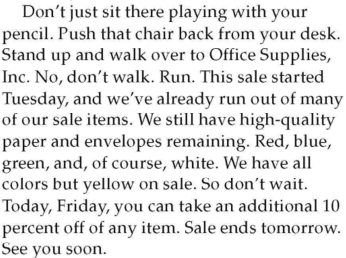 Don't just sit there playing with your
pencil. Push that chair back from your desk.
Stand up and walk over to Office Supplies,
Inc. No, don't walk. Run. This sale started
Tuesday, and we've already run out of many
of our sale items. We still have high-quality
paper and envelopes remaining. Red, blue,
green, and, of course, white. We have all
colors but yellow on sale. So don't wait.
Today, Friday, you can take an additional 10
percent off of any item. Sale ends tomorrow.
See you soon.